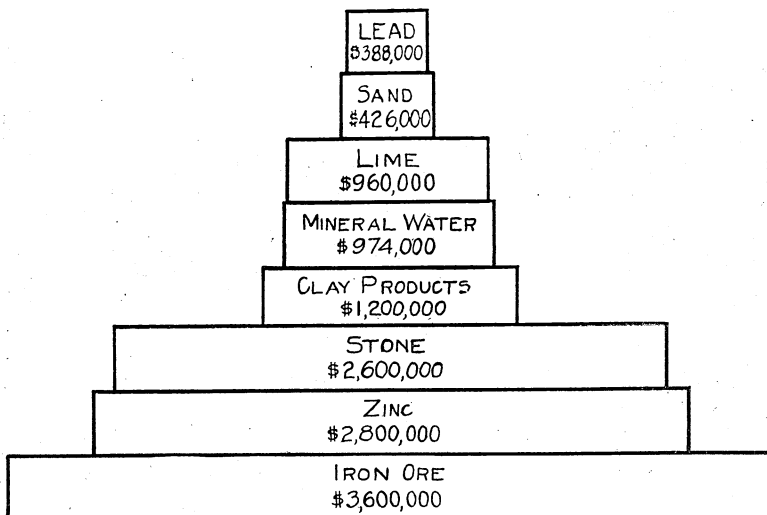 LEAD
$388,000
SAND
$426,000
LIME
$960,000
MINERAL WATER
$974,000
CLAY PRODUCTS
$1,200,000
STONE
$2,600,000
ZINC
$2,800,000
IRON ORE
$3,600,000